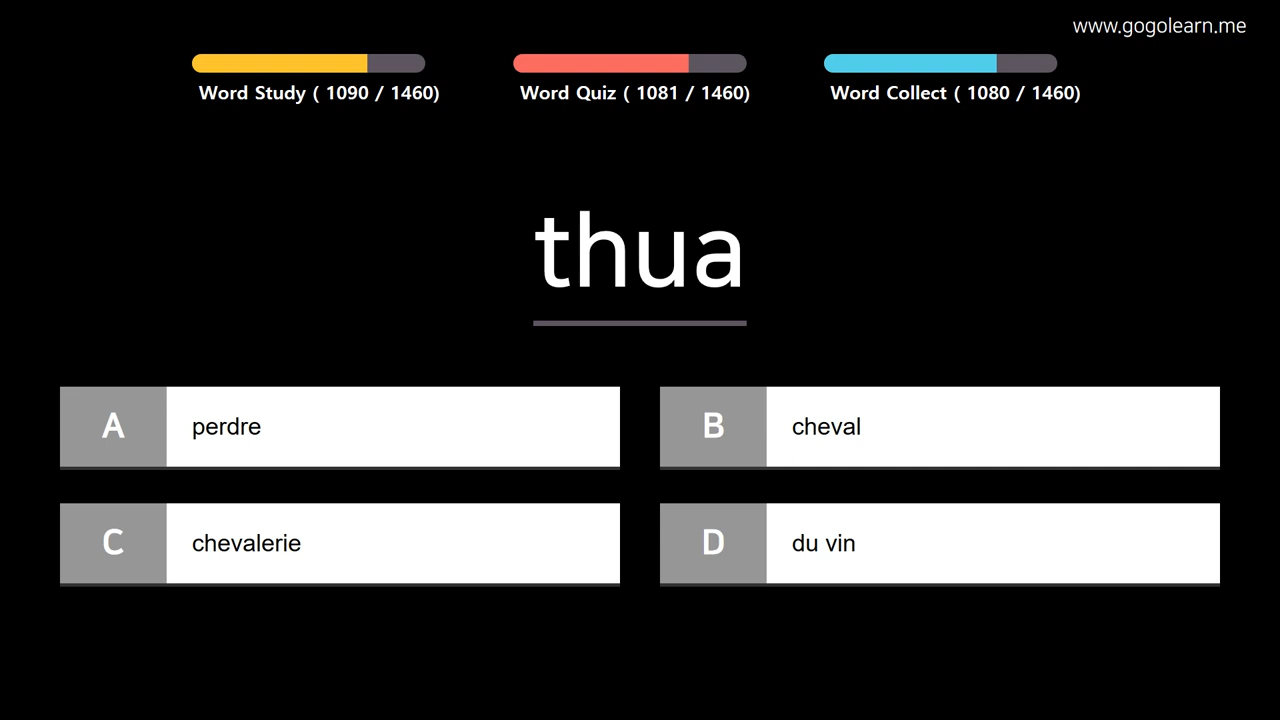 www.gogolearn.me
Word Study ( 1090 / 1460)
Word Quiz ( 1081 / 1460)
Word Collect ( 1080 / 1460)
thua
A perdre
B cheval
C chevalerie
D du vin